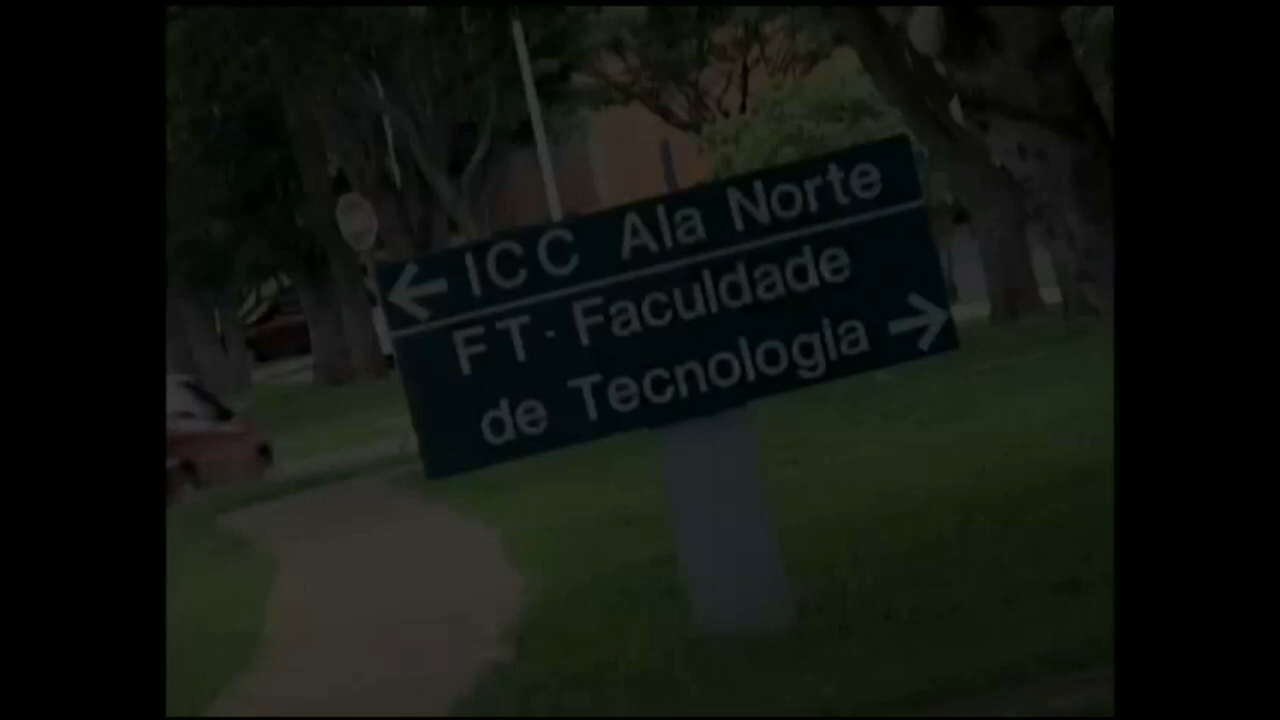 ← ICC Ala Norte
FT - Faculdade
de Tecnologia →